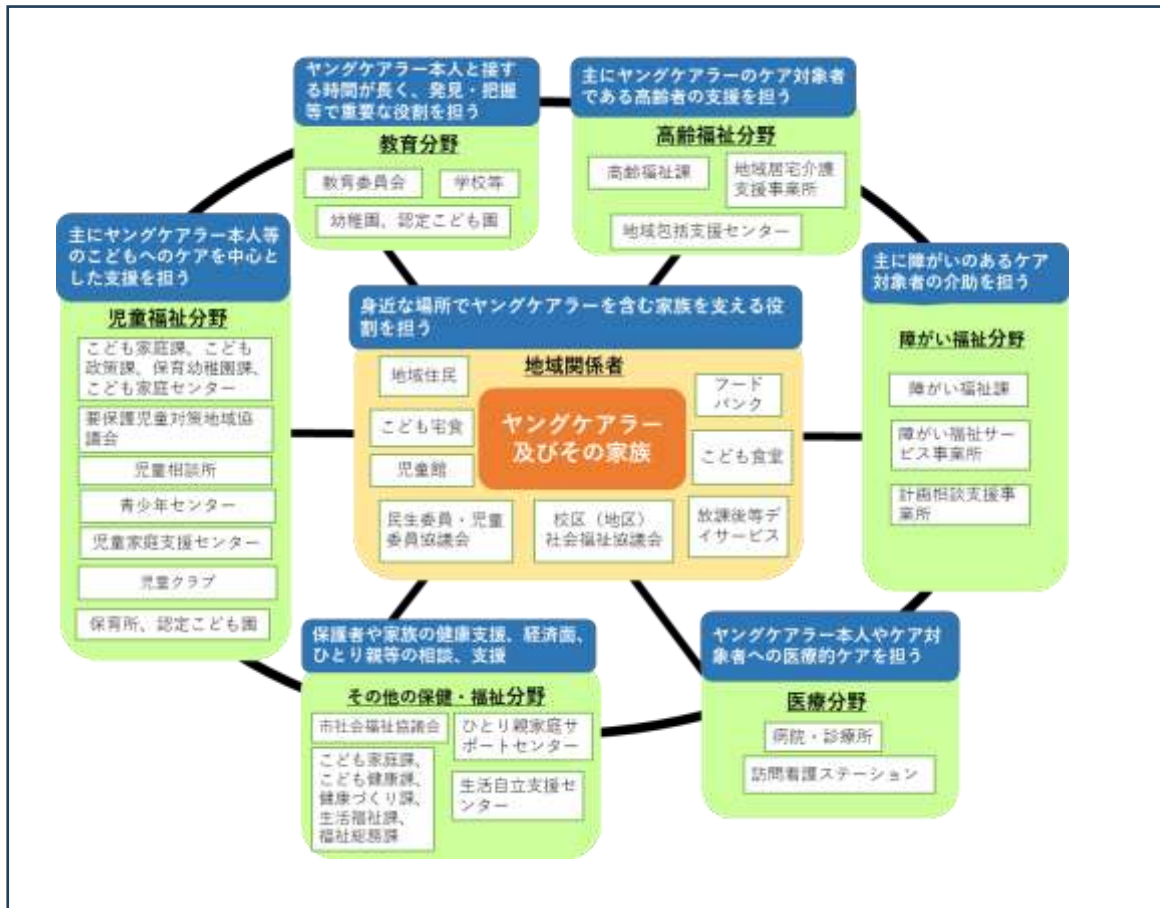 ヤングケアラー本人と接す
る時間が長く、発見・把握
等で重要な役割を担う
教育分野
教育委員会
学校等
幼稚園、認定こども園
主にヤングケアラーのケア対象者
である高齢者の支援を担う
高齢福祉分野
高齢福祉課
地域居宅介護
支援事業所
地域包括支援センター
主にヤングケアラー本人等
のこどもへのケアを中心と
した支援を担う
児童福祉分野
こども家庭課、こども
政策課、保育幼稚園課、
こども家庭センター
要保護児童対策地域協
議会
児童相談所
青少年センター
児童家庭支援センター
児童クラブ
保育所、認定こども園
身近な場所でヤングケアラーを含む家族を支える役
割を担う
地域関係者
地域住民
こども宅食
児童館
民生委員・児童
委員協議会
ヤングケアラー
及びその家族
校区（地区）
社会福祉協議会
フード
バンク
こども食堂
放課後等デ
イサービス
主に障がいのあるケア
対象者の介助を担う
障がい福祉分野
障がい福祉課
障がい福祉サー
ビス事業所
計画相談支援事
業所
保護者や家族の健康支援、経済面、
ひとり親等の相談、支援
その他の保健・福祉分野
市社会福祉協議会
こども家庭課、
こども健康課、
健康づくり課、
生活福祉課、
福祉総務課
ひとり親家庭サ
ポートセンター
生活自立支援セ
ンター
ヤングケアラー本人やケア対
象者への医療的ケアを担う
医療分野
病院・診療所
訪問看護ステーション